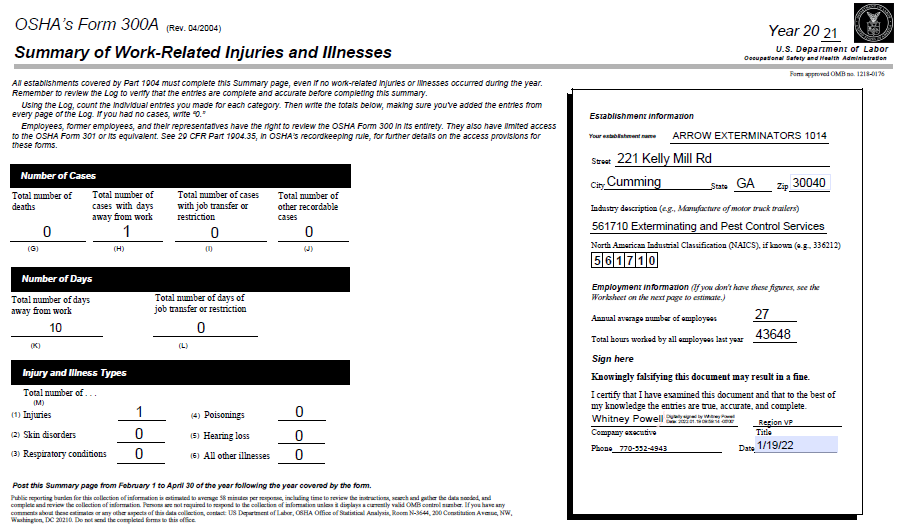 OSHA's Form 300A (Rev. 04/2004)
Year 20 21
Summary of Work-Related Injuries and Illnesses
U.S. Department of Labor
Occupational Safety and Health Administration
Form approved OMB no. 1218-0176
All establishments covered by Part 1904 must complete this Summary page, even if no work-related injuries or illnesses occurred during the year.
Remember to review the Log to verify that the entries are complete and accurate before completing this summary.
Using the Log, count the individual entries you made for each category. Then write the totals below, making sure you've added the entries from
every page of the Log. If you had no cases, write "0."
Employees, former employees, and their representatives have the right to review the OSHA Form 300 in its entirety. They also have limited access
to the OSHA Form 301 or its equivalent. See 29 CFR Part 1904.35, in OSHA's recordkeeping rule, for further details on the access provisions for
these forms.
Number of Cases
Total number of deaths
0
(G)
Total number of cases with days away from work
1
(H)
Total number of cases with job transfer or restriction
0
(I)
Total number of other recordable cases
0
(J)
Number of Days
Total number of days away from work
10
(K)
Total number of days of job transfer or restriction
0
(L)
Injury and Illness Types
Total number of . . .
(M)
(1) Injuries 1
(2) Skin disorders 0
(3) Respiratory conditions 0
(4) Poisonings 0
(5) Hearing loss 0
(6) All other illnesses 0
Post this Summary page from February 1 to April 30 of the year following the year covered by the form.
Public reporting burden for this collection of information is estimated to average 58 minutes per response, including time to review the instructions, search and gather the data needed, and
complete and review the collection of information. Persons are not required to respond to the collection of information unless it displays a currently valid OMB control number. If you have any
comments about these estimates or any other aspects of this data collection, contact: US Department of Labor, OSHA Office of Statistical Analysis, Room N-3644, 200 Constitution Avenue, NW,
Washington, DC 20210. Do not send the completed forms to this office.
Establishment information
Your establishment name ARROW EXTERMINATORS 1014
Street 221 Kelly Mill Rd
City Cumming State GA Zip 30040
Industry description (e.g., Manufacture of motor truck trailers)
561710 Exterminating and Pest Control Services
North American Industrial Classification (NAICS), if known (e.g., 336212)
5 6 1 7 1 0
Employment information (If you don't have these figures, see the
Worksheet on the next page to estimate.)
Annual average number of employees 27
Total hours worked by all employees last year 43648
Sign here
Knowingly falsifying this document may result in a fine.
I certify that I have examined this document and that to the best of
my knowledge the entries are true, accurate, and complete.
Whitney Powell Digitally signed by Whitney Powell
Region VP
Company executive Title
Phone 770-552-4943 Date 1/19/22